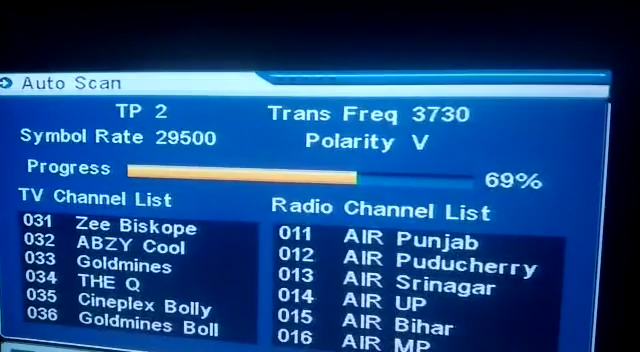 Auto Scan
TP 2 Trans Freq 3730
Symbol Rate 29500 Polarity V
Progress 69%
TV Channel List
031 Zee Biskope
032 ABZY Cool
033 Goldmines
034 THE Q
035 Cineplex Bolly
036 Goldmines Boll
Radio Channel List
011 AIR Punjab
012 AIR Puducherry
013 AIR Srinagar
014 AIR UP
015 AIR Bihar
016 AIR MP